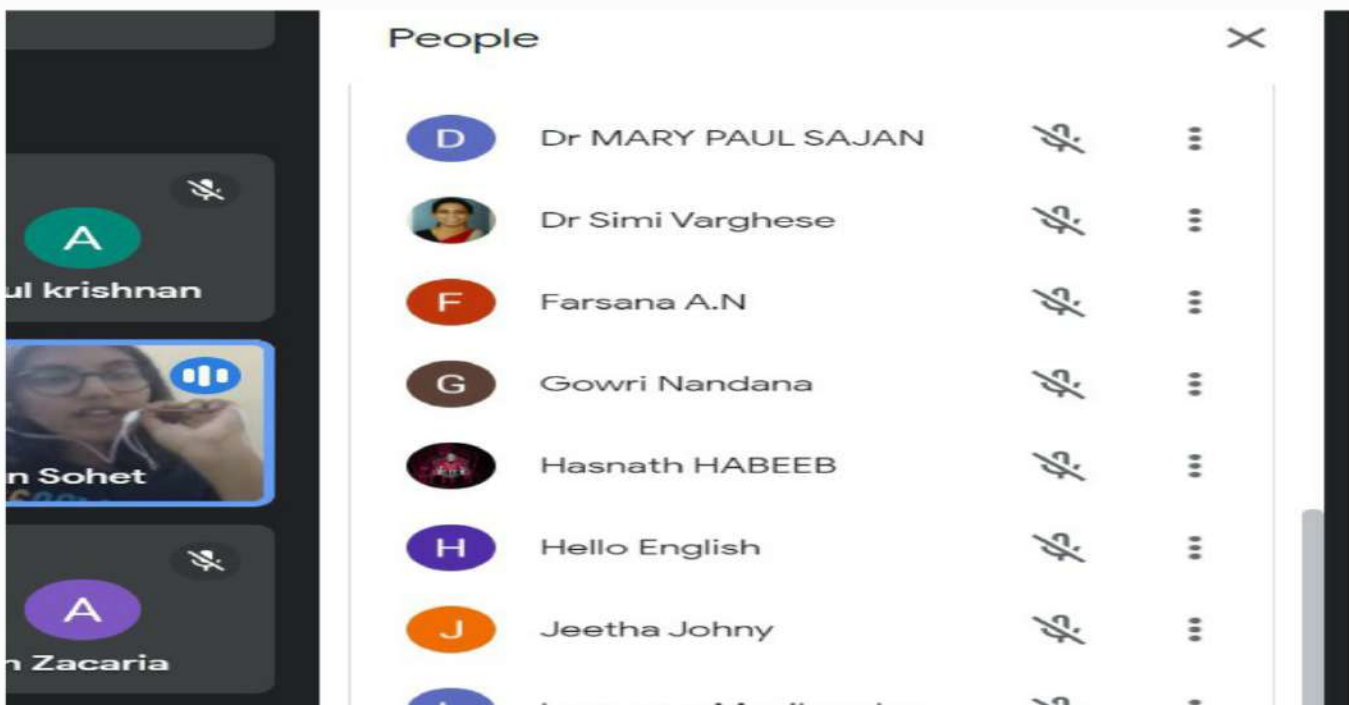 People
D Dr MARY PAUL SAJAN
Dr Simi Varghese
F Farsana A.N
G Gowri Nandana
Hasnath HABEEB
H Hello English
J Jeetha Johny
A
ul krishnan
n Sohet
A
n Zacaria